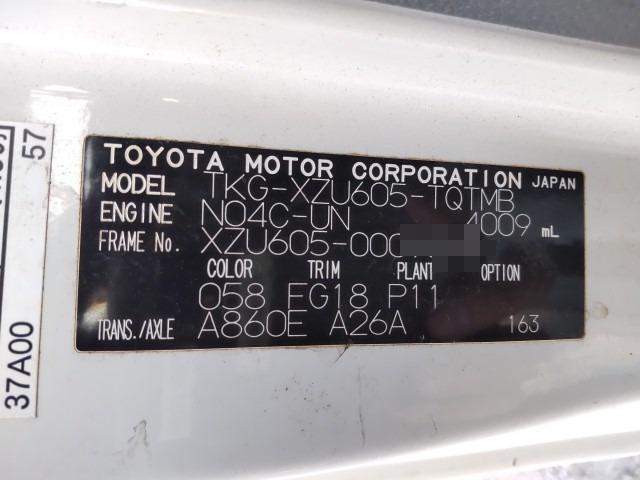 TOYOTA MOTOR CORPORATION JAPAN
MODEL TKG-XZU605-TQTMB
ENGINE N04C-UN 4009 mL
FRAME No. XZU605-000
COLOR TRIM PLANT OPTION
058 EG18 P11
TRANS./AXLE A860E A26A 163
37A00 57